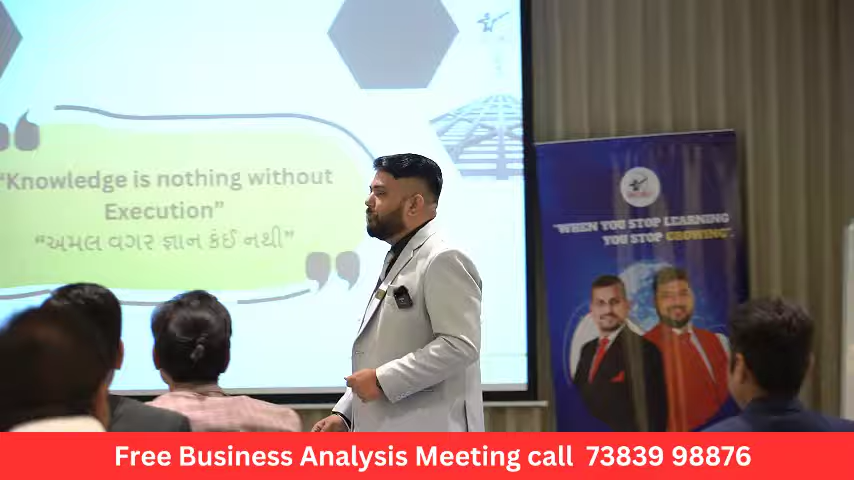 “Knowledge is nothing without
Execution”
“અમલ વગર જ્ઞાન કંઈ નથી”
"WHEN YOU STOP LEARNING
YOU STOP GROWING".
Free Business Analysis Meeting call 73839 98876